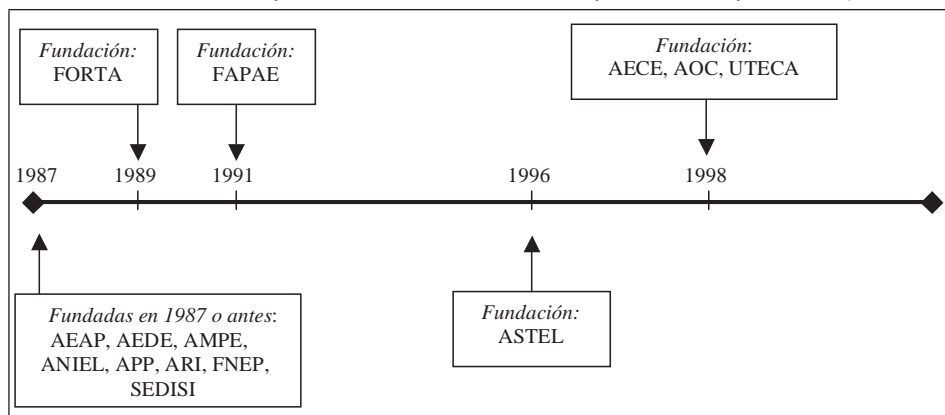 Fundación:
FORTA
Fundación:
FAPAE
Fundación:
AECE, AOC, UTECA
1987
1989
1991
1996
1998
Fundadas en 1987 o antes:
AEAP, AEDE, AMPE,
ANIEL, APP, ARI, FNEP,
SEDISI
Fundación:
ASTEL